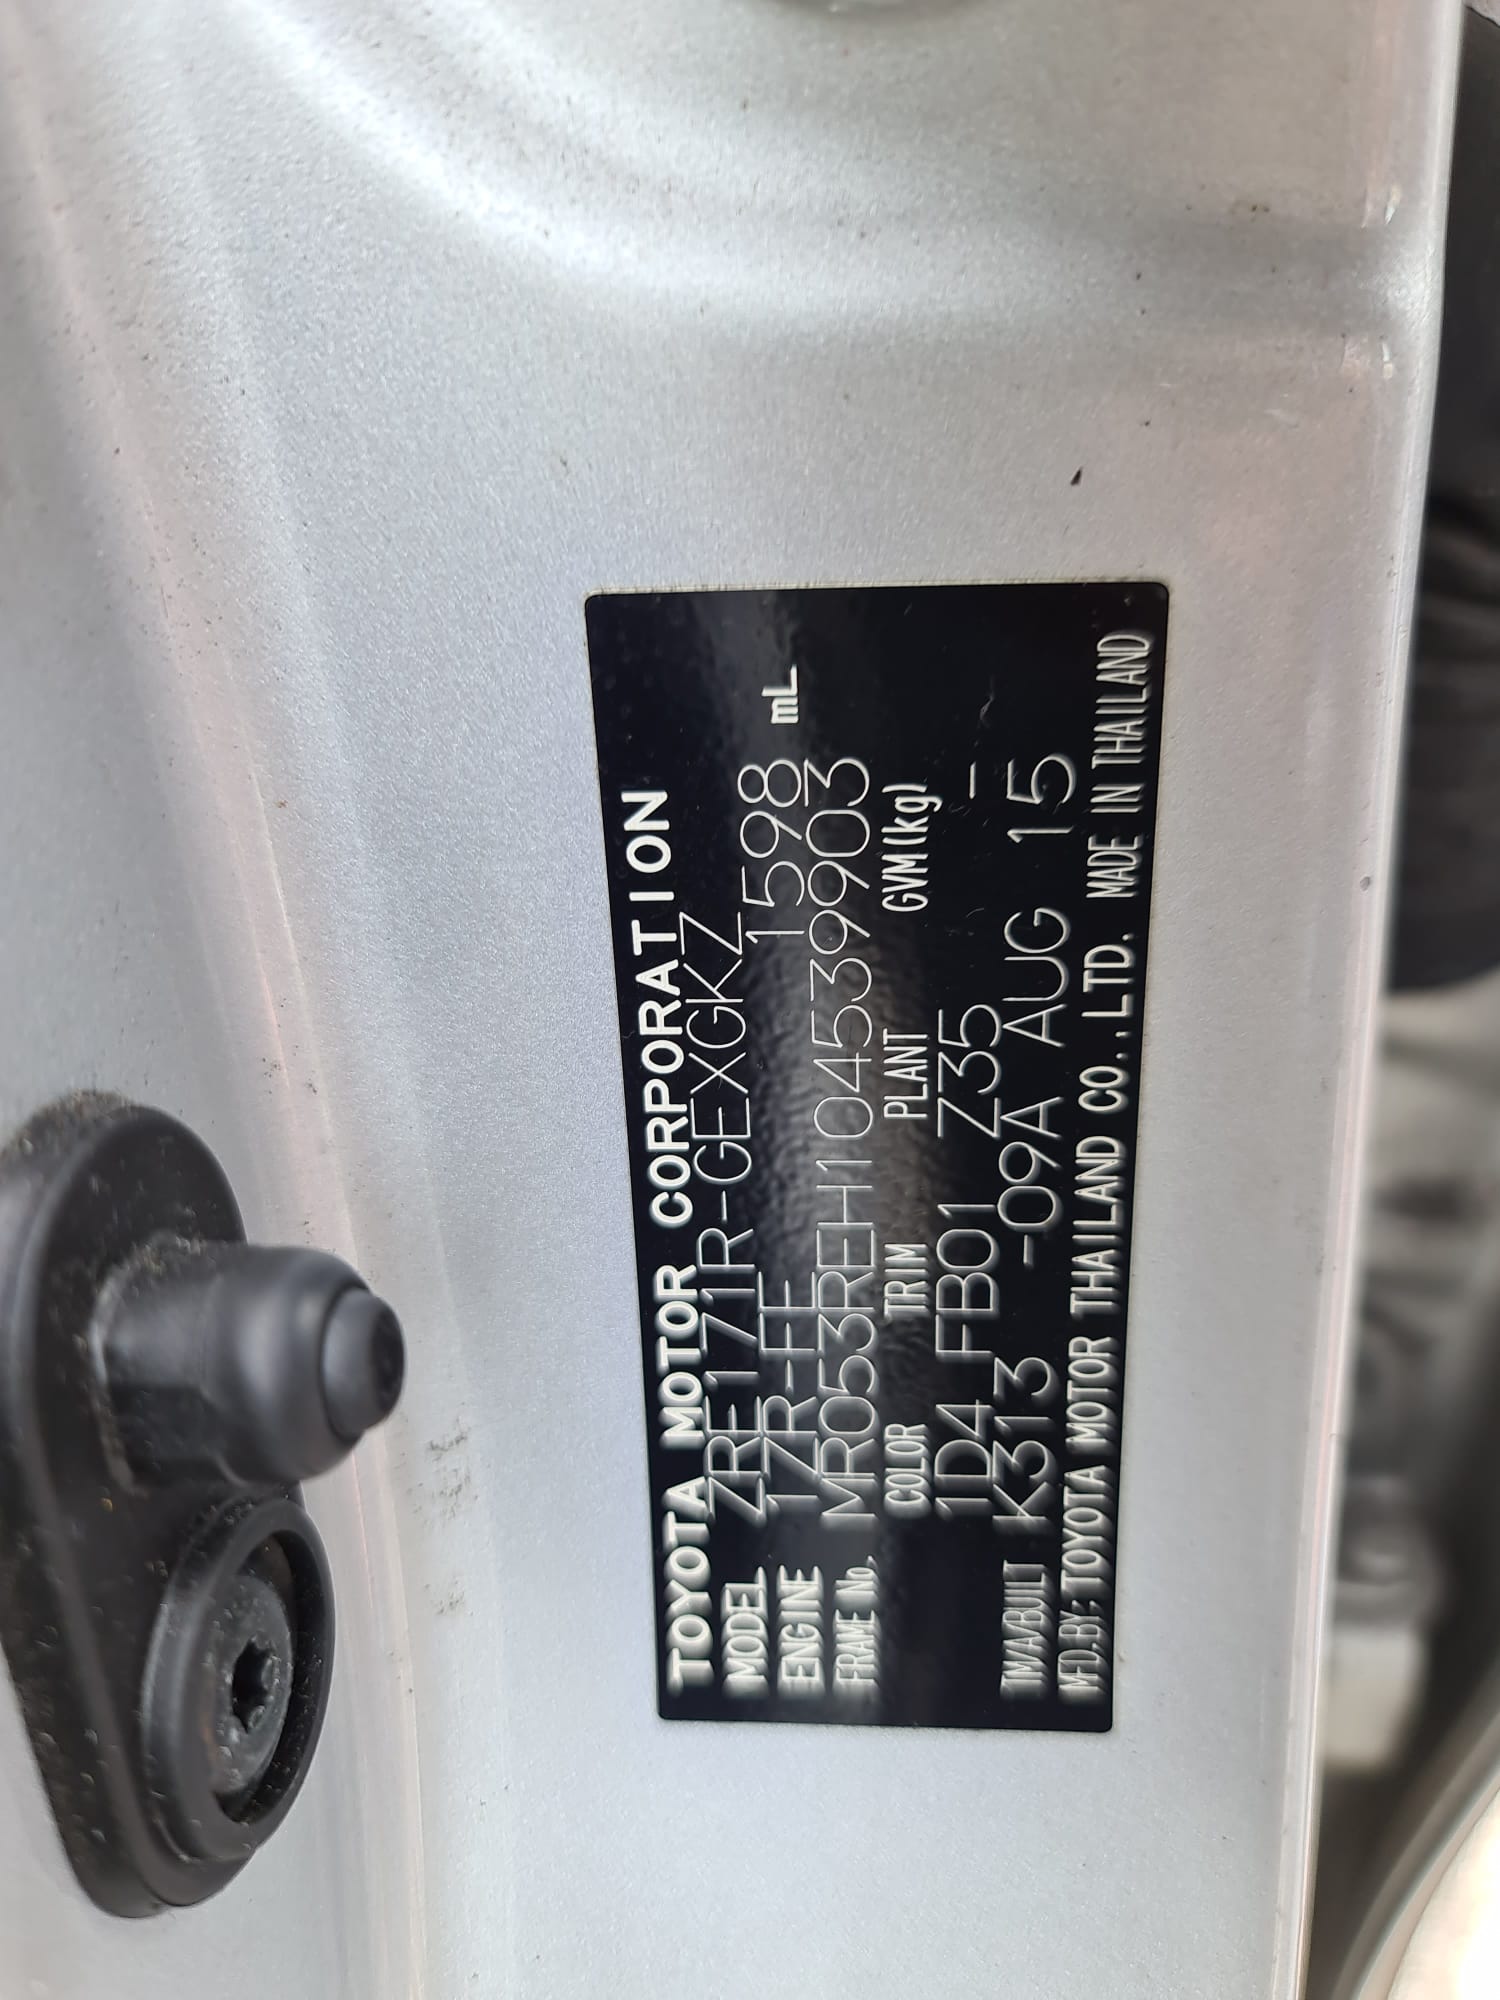 TOYOTA MOTOR CORPORATION
MODEL ZRE171R-GEXGKZ
ENGINE 1ZR-FE 1598 mL
FRAME No. MR053REH104539903
COLOR TRIM PLANT GVM(kg)
1D4 FB01 Z35 -
TMA/BUILT K313 -09A AUG 15
MFD.BY: TOYOTA MOTOR THAILAND CO.,LTD. MADE IN THAILAND